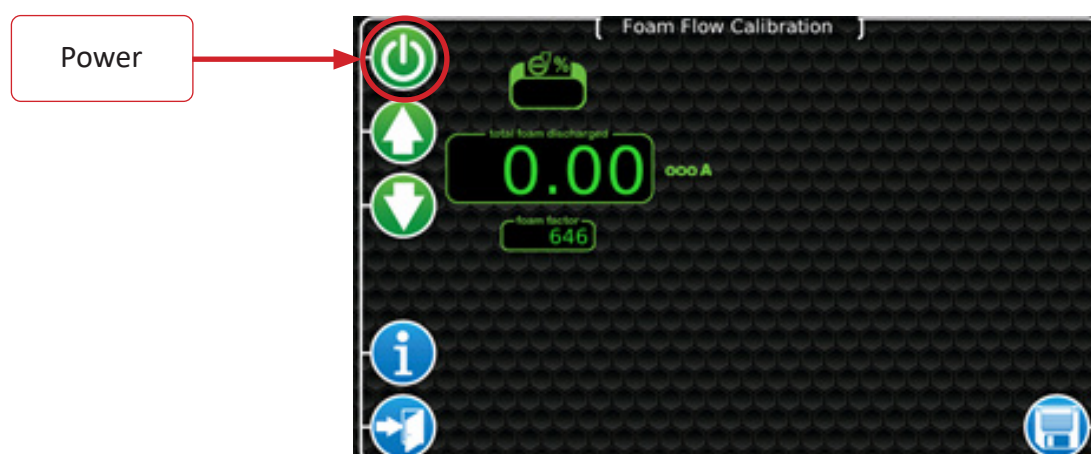 Power
[ Foam Flow Calibration ]
%
total foam discharged
0.00
ooo A
foam factor
646
i